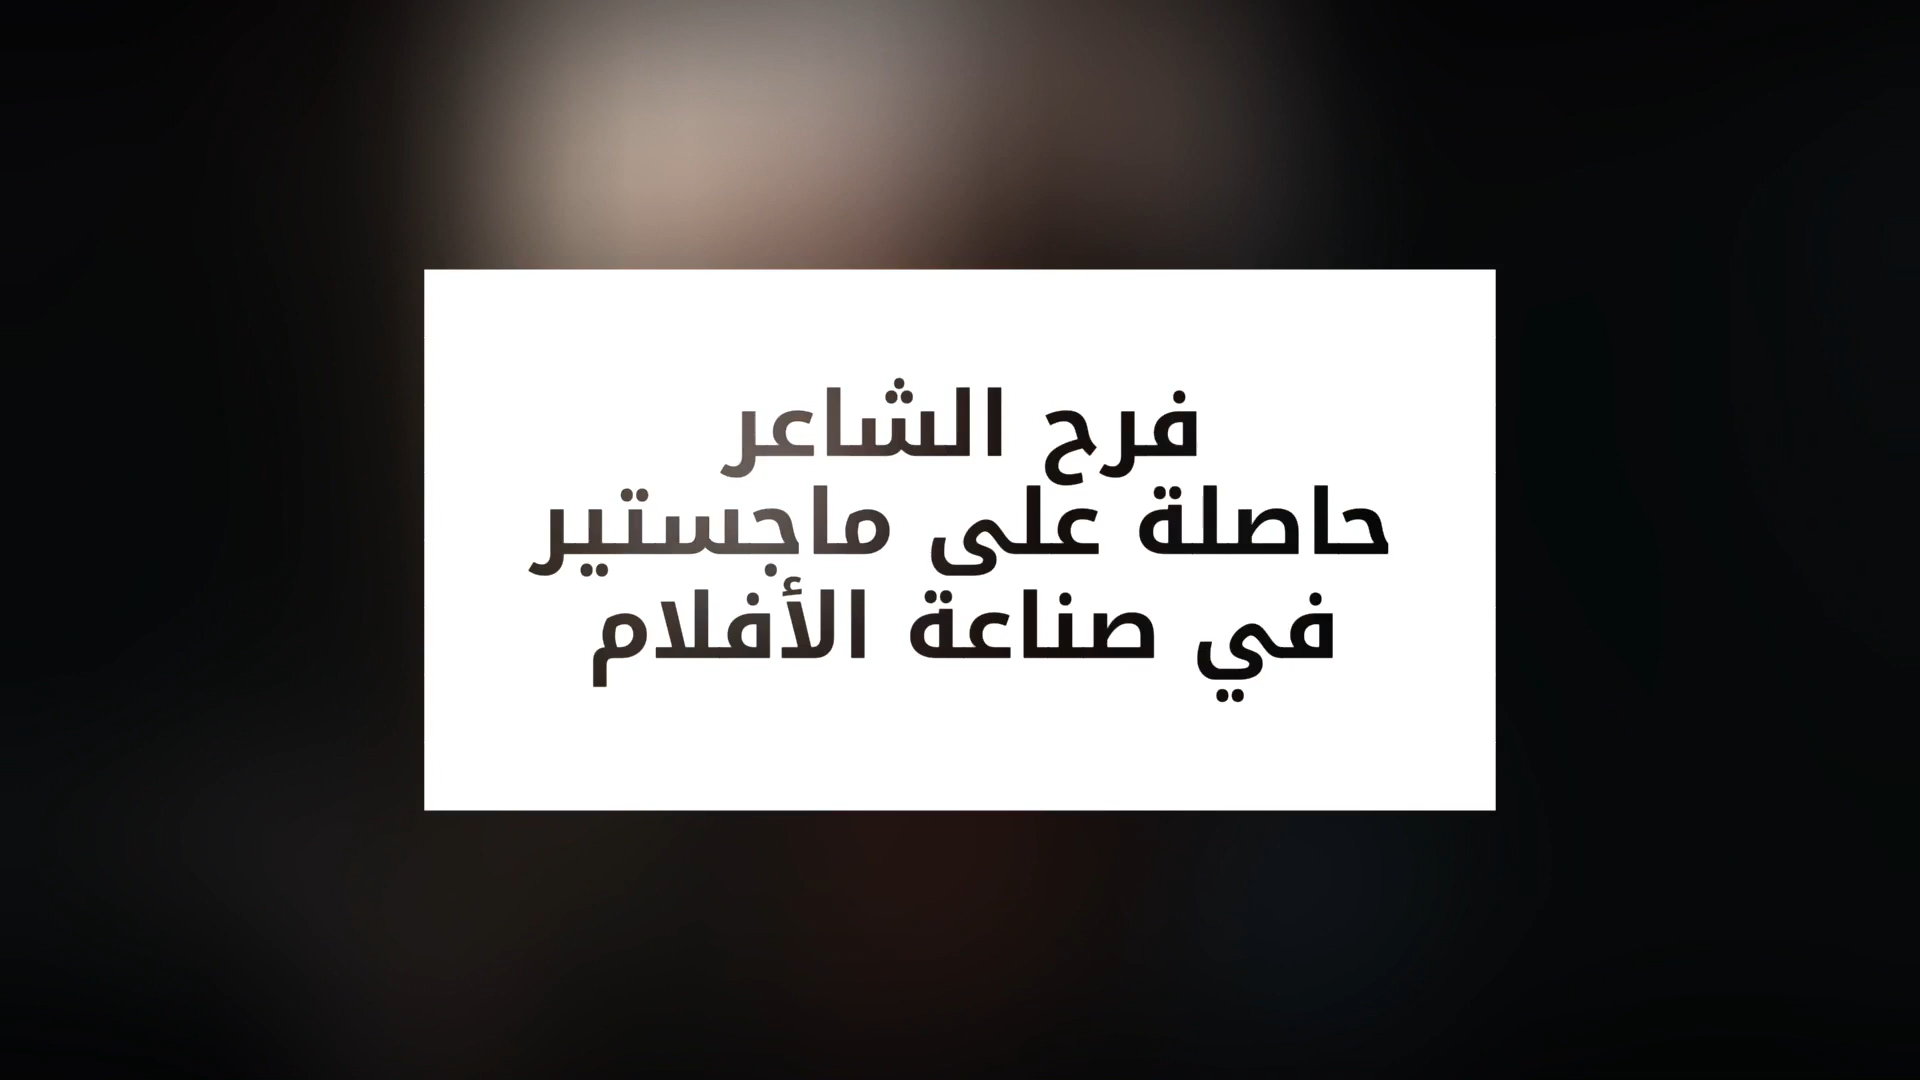 فرح الشاعر
حاصلة على ماجستير
في صناعة الأفلام